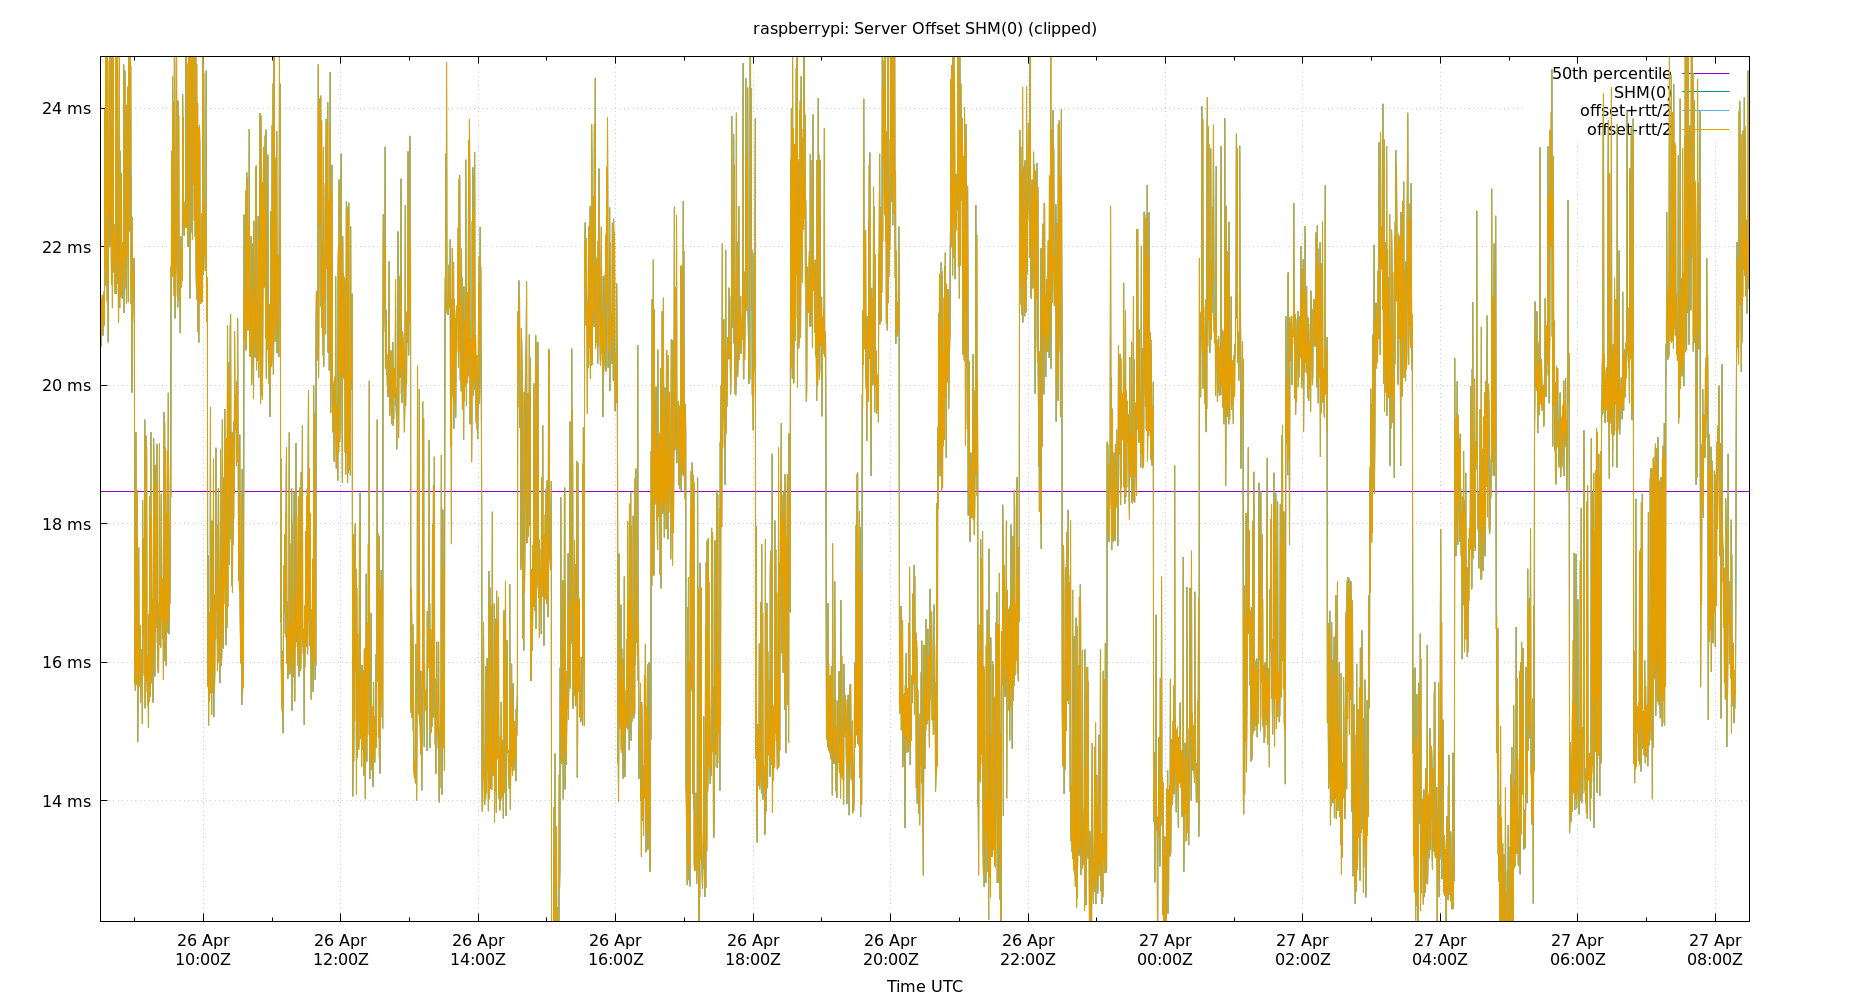 raspberrypi: Server Offset SHM(0) (clipped)
50th percentile
SHM(0)
offset+rtt/2
offset-rtt/2
24 ms
22 ms
20 ms
18 ms
16 ms
14 ms
26 Apr 26 Apr 26 Apr 26 Apr 26 Apr 26 Apr 26 Apr 27 Apr 27 Apr 27 Apr 27 Apr 27 Apr
10:00Z 12:00Z 14:00Z 16:00Z 18:00Z 20:00Z 22:00Z 00:00Z 02:00Z 04:00Z 06:00Z 08:00Z
Time UTC